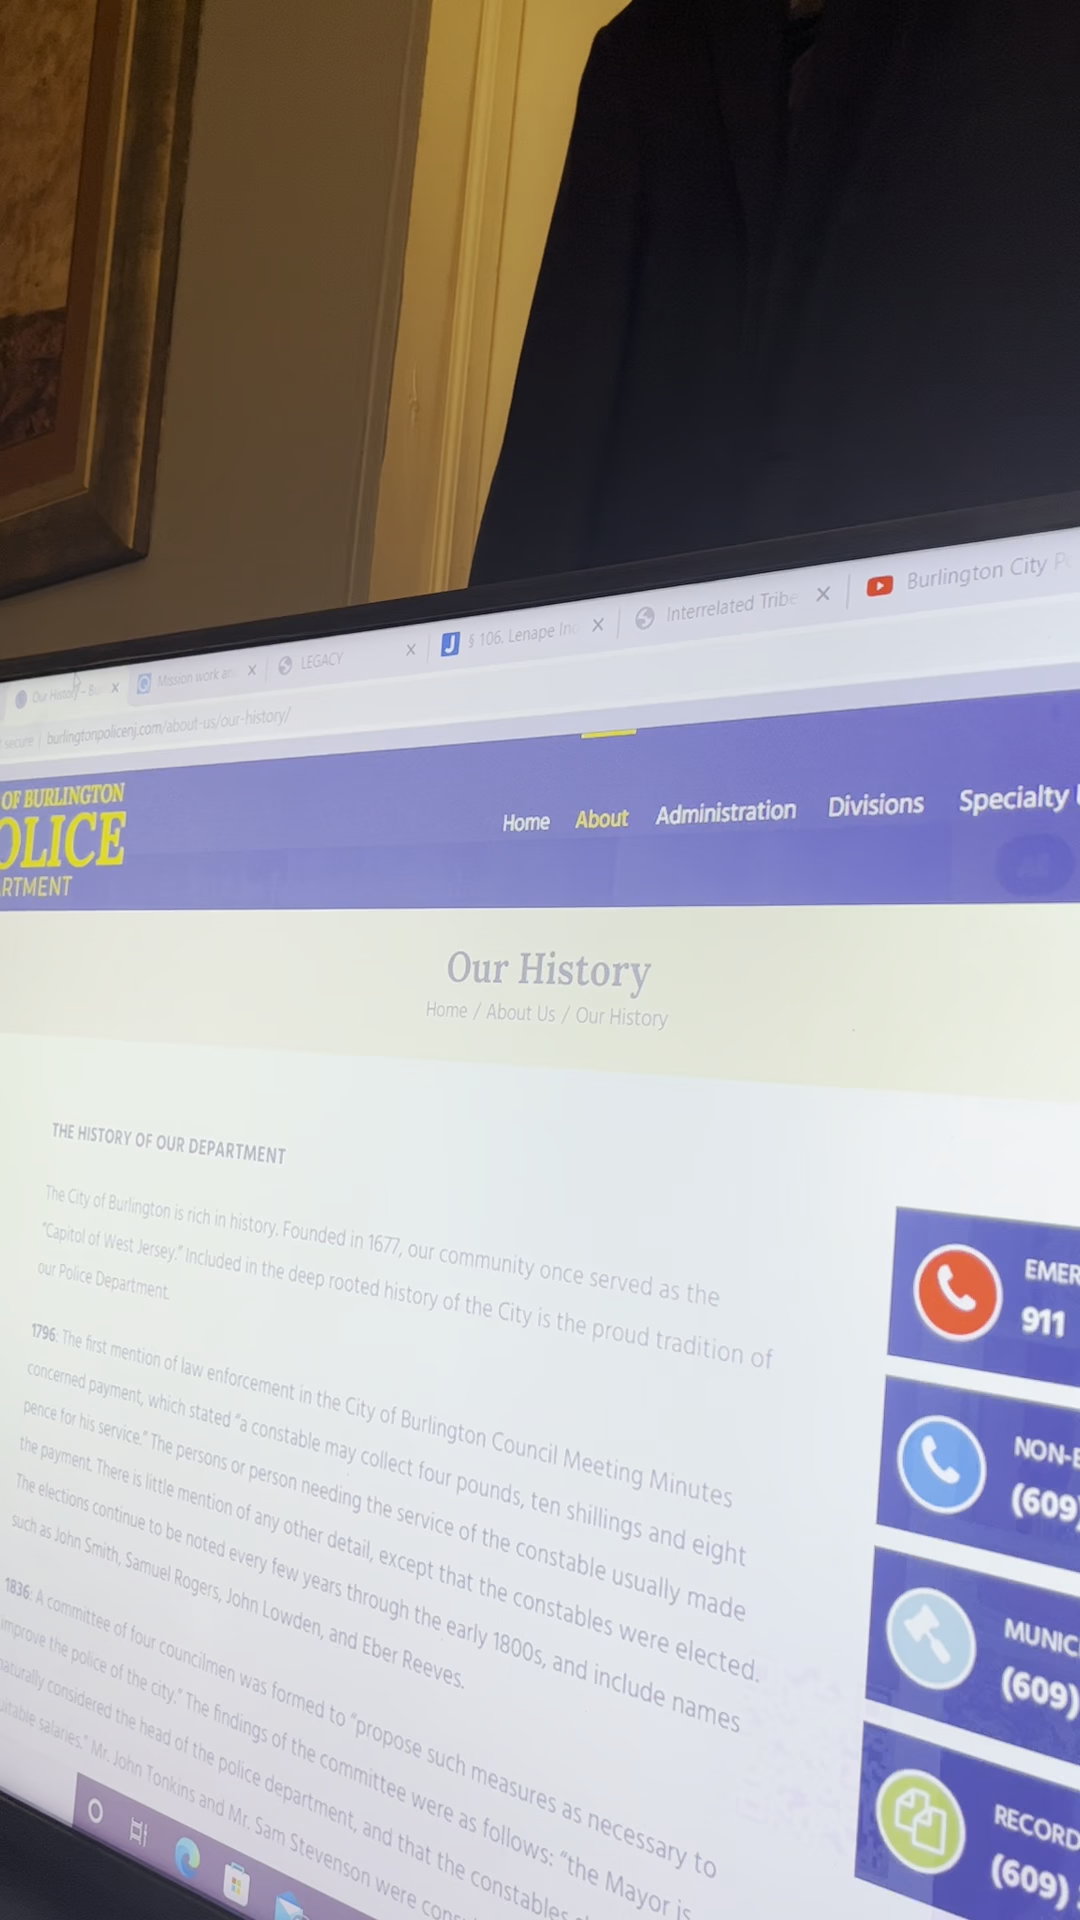 Our History - Bu
Mission work an
LEGACY
§ 106. Lenape Ind
Interrelated Tribe
Burlington City P
secure | burlingtonpolicenj.com/about-us/our-history/
OF BURLINGTON
OLICE
ARTMENT
Home About Administration Divisions Specialty
Our History
Home / About Us / Our History
THE HISTORY OF OUR DEPARTMENT
The City of Burlington is rich in history. Founded in 1677, our community once served as the
"Capitol of West Jersey." Included in the deep rooted history of the City is the proud tradition of
our Police Department.
1796: The first mention of law enforcement in the City of Burlington Council Meeting Minutes
concerned payment, which stated "a constable may collect four pounds, ten shillings and eight
pence for his service." The persons or person needing the service of the constable usually made
the payment. There is little mention of any other detail, except that the constables were elected.
The elections continue to be noted every few years through the early 1800s, and include names
such as John Smith, Samuel Rogers, John Lowden, and Eber Reeves.
1836: A committee of four councilmen was formed to "propose such measures as necessary to
improve the police of the city." The findings of the committee were as follows: "the Mayor is
naturally considered the head of the police department, and that the constables
uitable salaries." Mr. John Tonkins and Mr. Sam Stevenson were cons
EMER
911
NON-E
(609)
MUNIC
(609)
RECORD
(609)